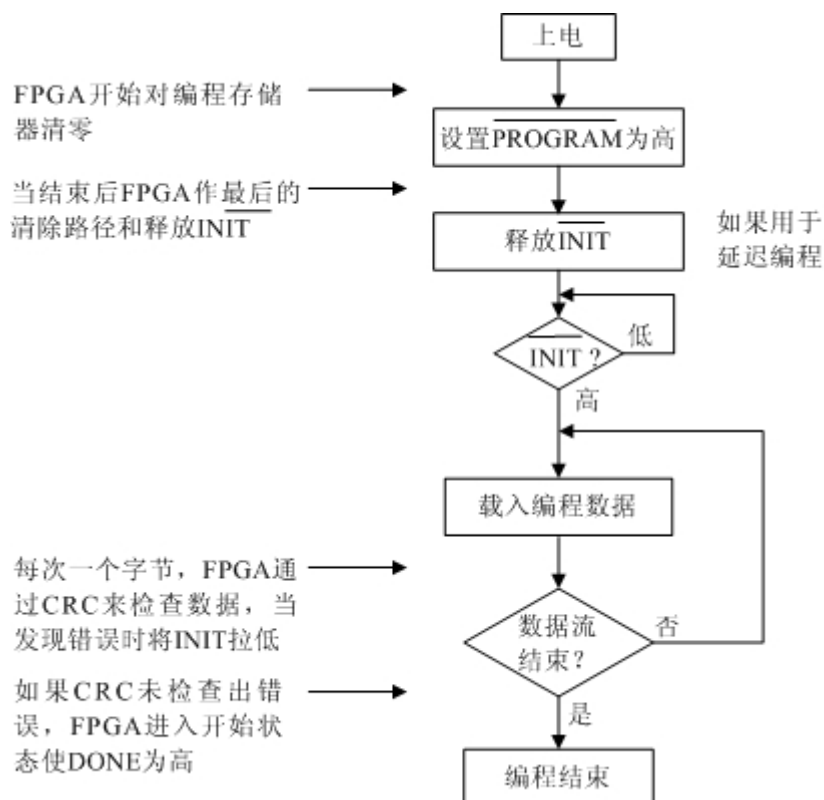 上电
FPGA开始对编程存储
器清零
设置PROGRAM为高
当结束后FPGA作最后的
清除路径和释放INIT
释放INIT
如果用于
延迟编程
INIT？
低
高
载入编程数据
每次一个字节，FPGA通
过CRC来检查数据，当
发现错误时将INIT拉低
数据流
结束？
否
如果CRC未检查出错
误，FPGA进入开始状
态使DONE为高
是
编程结束